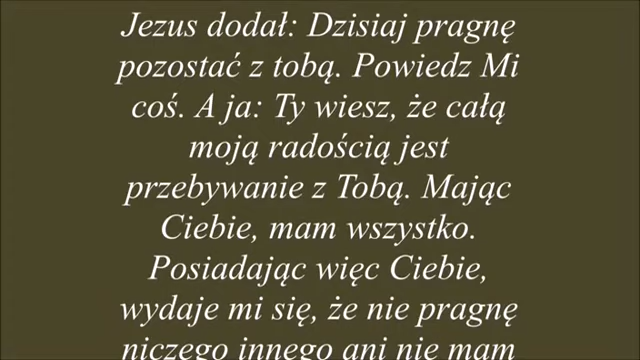 Jezus dodał: Dzisiaj pragnę
pozostać z tobą. Powiedz Mi
coś. A ja: Ty wiesz, że całą
moją radością jest
przebywanie z Tobą. Mając
Ciebie, mam wszystko.
Posiadając więc Ciebie,
wydaje mi się, że nie pragnę
niczego innego ani nie mam